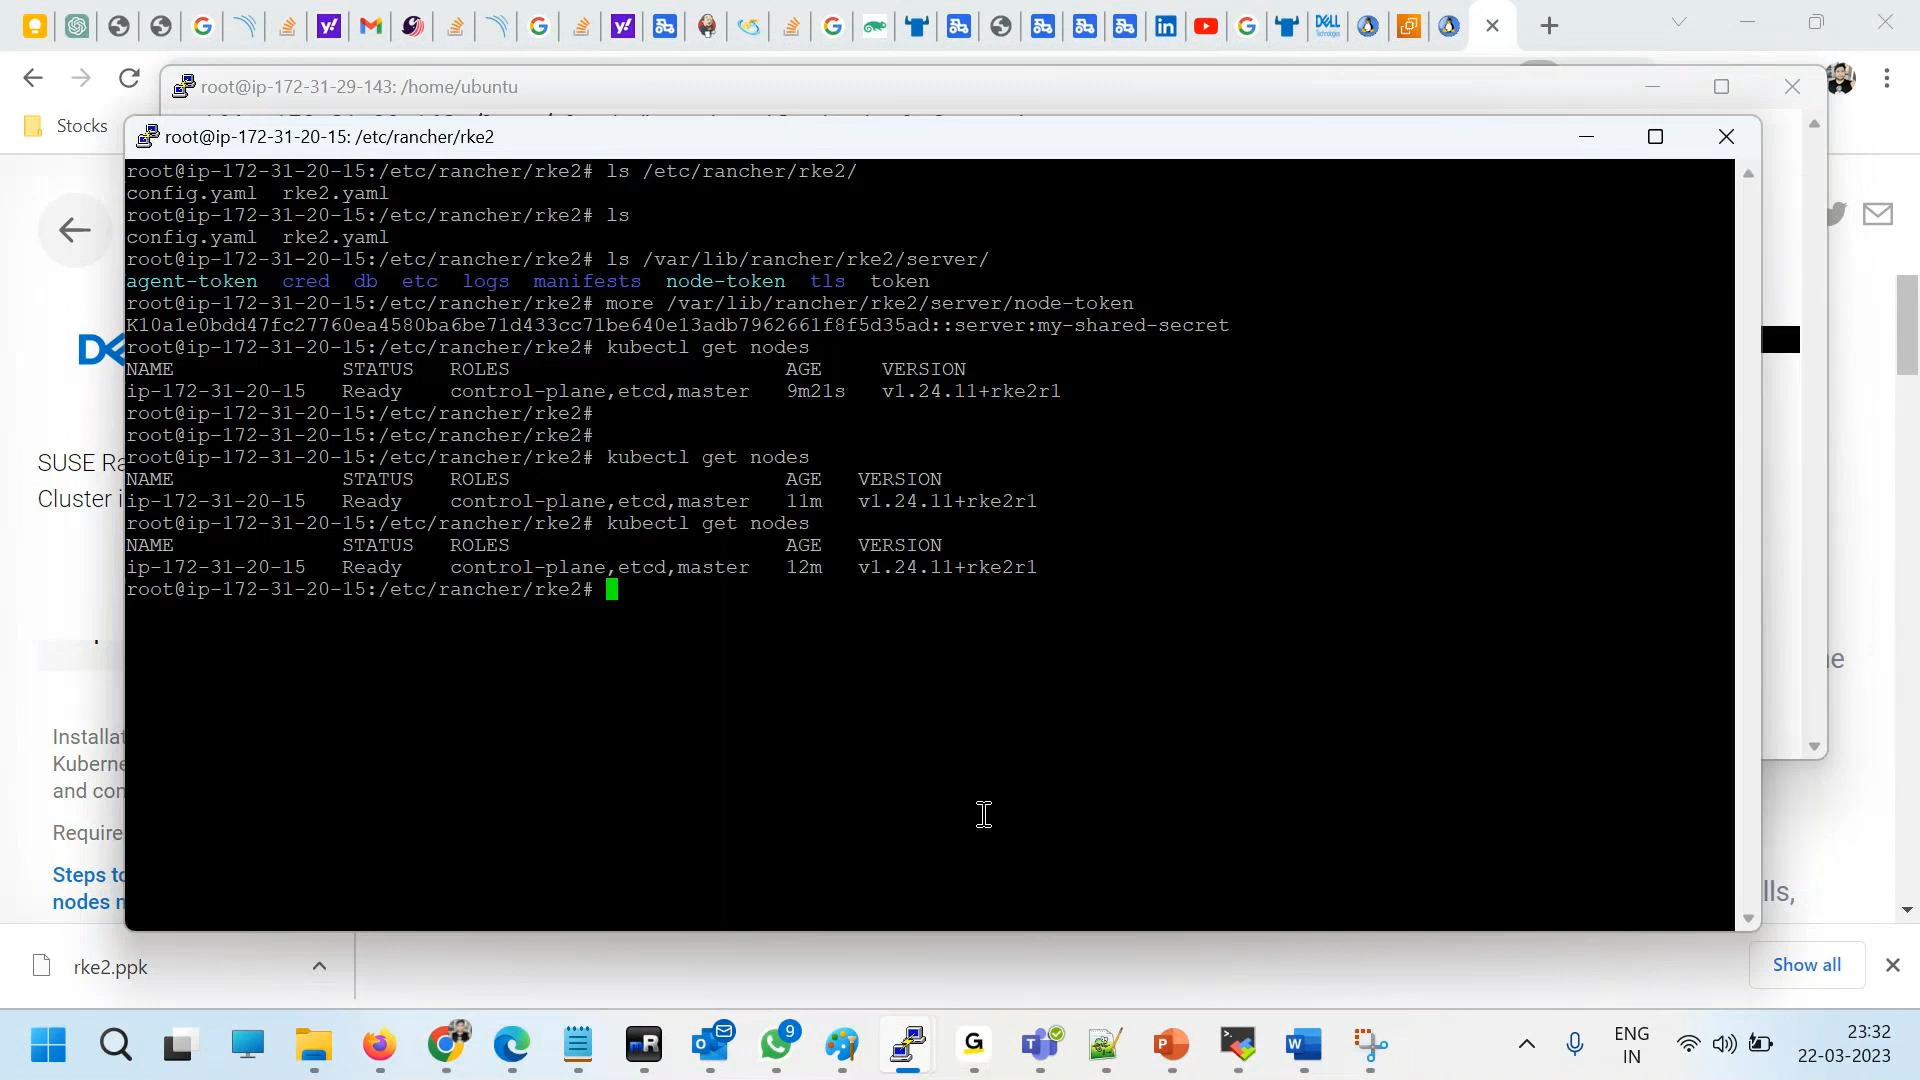 root@ip-172-31-29-143: /home/ubuntu
Stocks
root@ip-172-31-20-15: /etc/rancher/rke2
root@ip-172-31-20-15:/etc/rancher/rke2# ls /etc/rancher/rke2/
config.yaml  rke2.yaml
root@ip-172-31-20-15:/etc/rancher/rke2# ls
config.yaml  rke2.yaml
root@ip-172-31-20-15:/etc/rancher/rke2# ls /var/lib/rancher/rke2/server/
agent-token  cred  db  etc  logs  manifests  node-token  tls  token
root@ip-172-31-20-15:/etc/rancher/rke2# more /var/lib/rancher/rke2/server/node-token
K10a1e0bdd47fc27760ea4580ba6be71d433cc71be640e13adb7962661f8f5d35ad::server:my-shared-secret
root@ip-172-31-20-15:/etc/rancher/rke2# kubectl get nodes
NAME              STATUS   ROLES                       AGE     VERSION
ip-172-31-20-15   Ready    control-plane,etcd,master   9m21s   v1.24.11+rke2r1
root@ip-172-31-20-15:/etc/rancher/rke2#
root@ip-172-31-20-15:/etc/rancher/rke2#
root@ip-172-31-20-15:/etc/rancher/rke2# kubectl get nodes
NAME              STATUS   ROLES                       AGE   VERSION
ip-172-31-20-15   Ready    control-plane,etcd,master   11m   v1.24.11+rke2r1
root@ip-172-31-20-15:/etc/rancher/rke2# kubectl get nodes
NAME              STATUS   ROLES                       AGE   VERSION
ip-172-31-20-15   Ready    control-plane,etcd,master   12m   v1.24.11+rke2r1
root@ip-172-31-20-15:/etc/rancher/rke2#
SUSE Ra
Cluster i
Installat
Kuberne
and con
Require
Steps to
nodes n
lls,
rke2.ppk
Show all
9
ENG
IN
23:32
22-03-2023